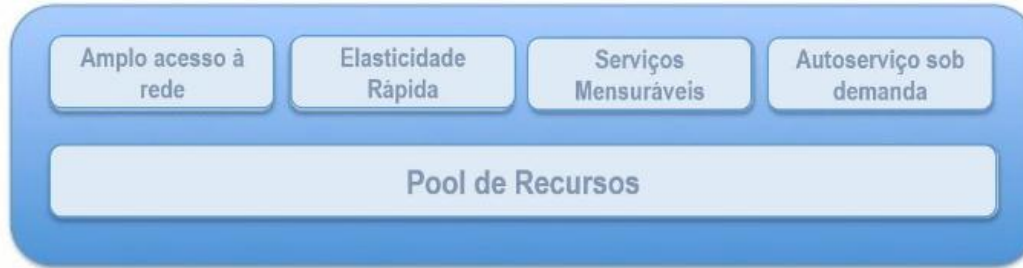 Amplo acesso à
rede
Elasticidade
Rápida
Serviços
Mensuráveis
Autoserviço sob
demanda
Pool de Recursos